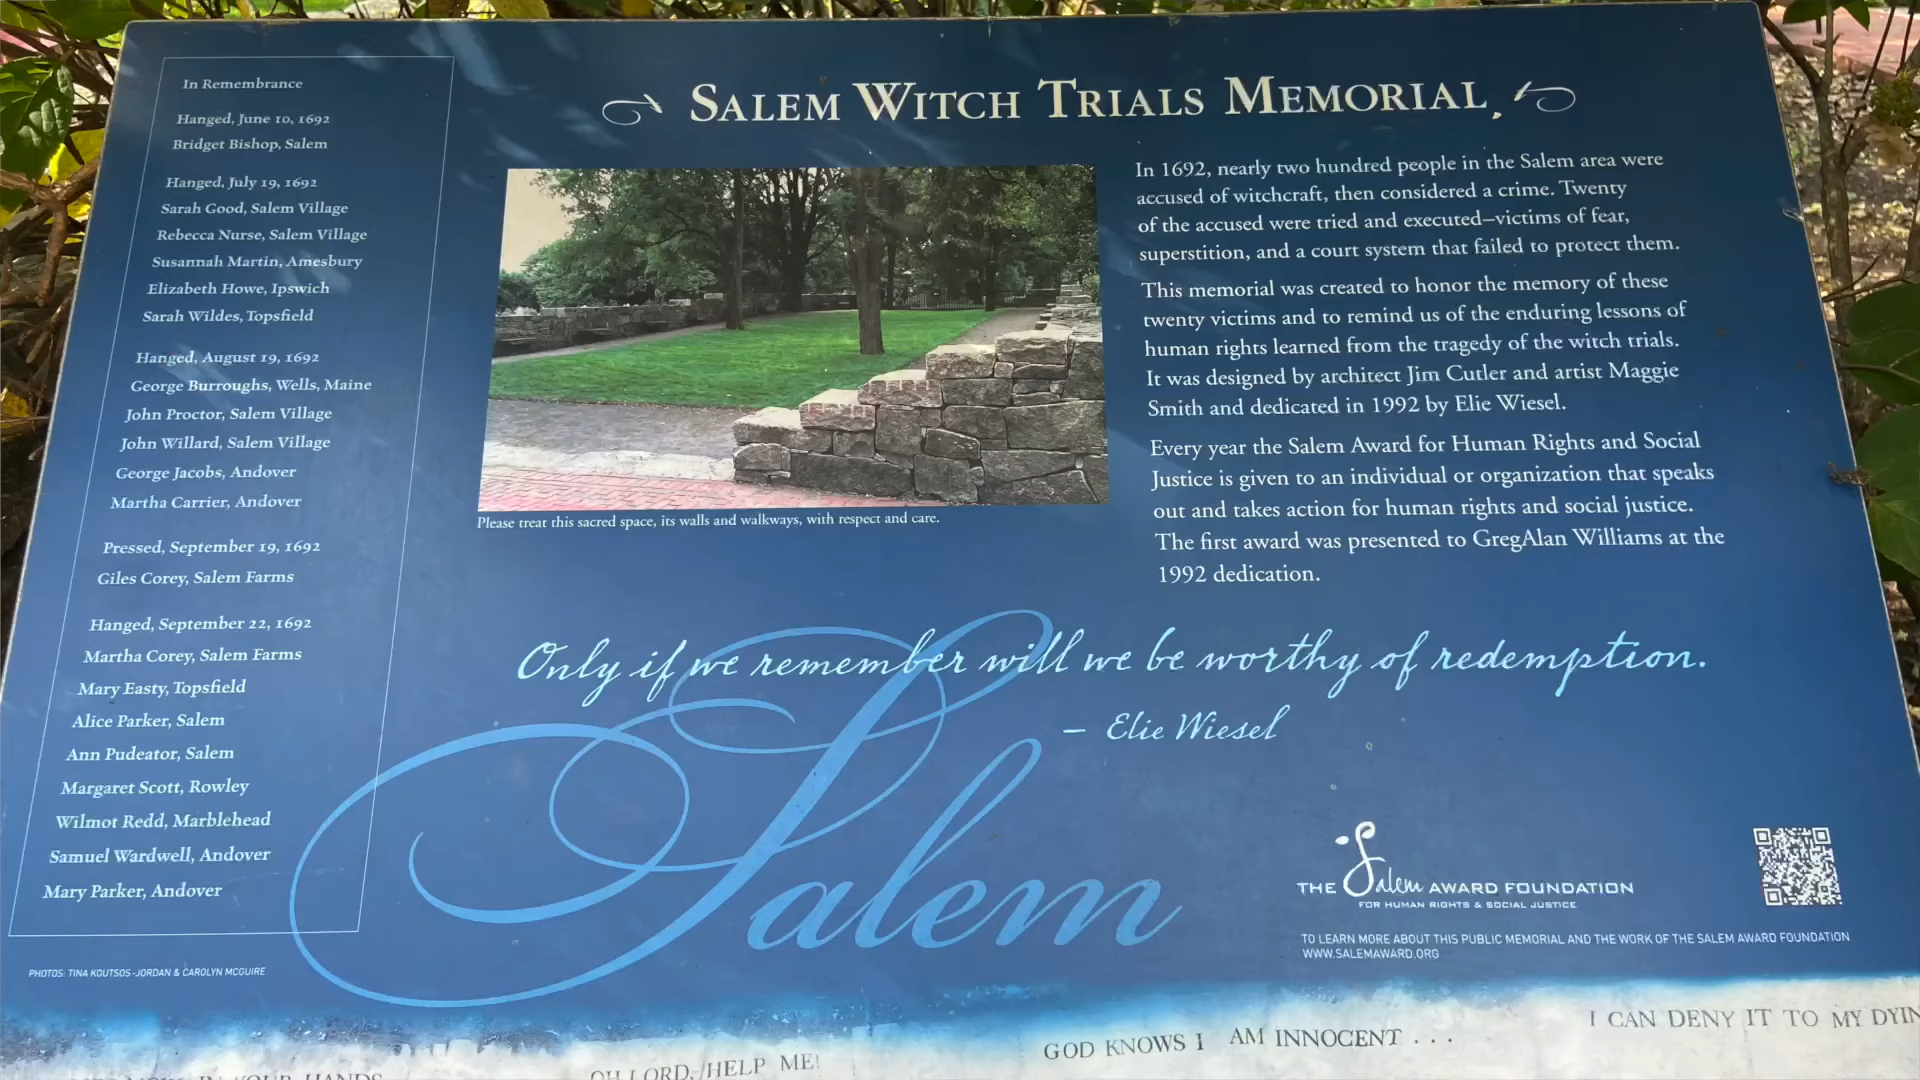 In Remembrance
Hanged, June 10, 1692
Bridget Bishop, Salem
Hanged, July 19, 1692
Sarah Good, Salem Village
Rebecca Nurse, Salem Village
Susannah Martin, Amesbury
Elizabeth Howe, Ipswich
Sarah Wildes, Topsfield
Hanged, August 19, 1692
George Burroughs, Wells, Maine
John Proctor, Salem Village
John Willard, Salem Village
George Jacobs, Andover
Martha Carrier, Andover
Pressed, September 19, 1692
Giles Corey, Salem Farms
Hanged, September 22, 1692
Martha Corey, Salem Farms
Mary Easty, Topsfield
Alice Parker, Salem
Ann Pudeator, Salem
Margaret Scott, Rowley
Wilmot Redd, Marblehead
Samuel Wardwell, Andover
Mary Parker, Andover
PHOTOS: TINA KOUTSOS-JORDAN & CAROLYN MCGUIRE
SALEM WITCH TRIALS MEMORIAL
Please treat this sacred space, its walls and walkways, with respect and care.
In 1692, nearly two hundred people in the Salem area were
accused of witchcraft, then considered a crime. Twenty
of the accused were tried and executed–victims of fear,
superstition, and a court system that failed to protect them.
This memorial was created to honor the memory of these
twenty victims and to remind us of the enduring lessons of
human rights learned from the tragedy of the witch trials.
It was designed by architect Jim Cutler and artist Maggie
Smith and dedicated in 1992 by Elie Wiesel.
Every year the Salem Award for Human Rights and Social
Justice is given to an individual or organization that speaks
out and takes action for human rights and social justice.
The first award was presented to GregAlan Williams at the
1992 dedication.
Only if we remember will we be worthy of redemption.
– Elie Wiesel
Salem
THE Salem AWARD FOUNDATION
FOR HUMAN RIGHTS & SOCIAL JUSTICE
TO LEARN MORE ABOUT THIS PUBLIC MEMORIAL AND THE WORK OF THE SALEM AWARD FOUNDATION
WWW.SALEMAWARD.ORG
IN YOUR HANDS
OH LORD, HELP ME!
GOD KNOWS I AM INNOCENT . . .
I CAN DENY IT TO MY DYIN